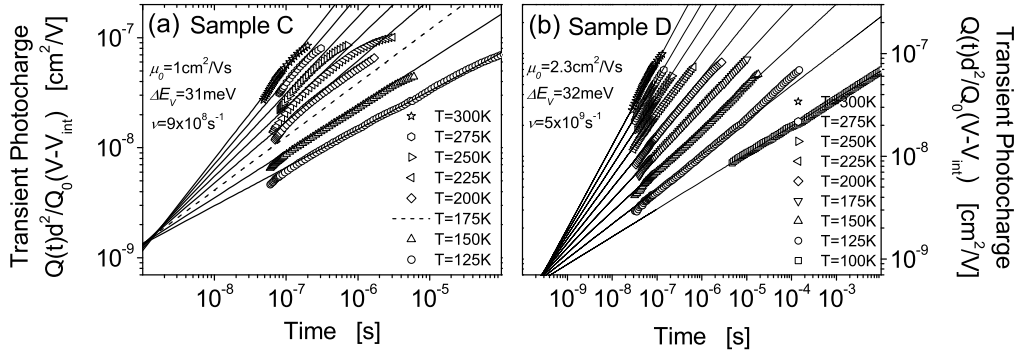 Transient Photocharge
Q(t)d²/Q₀(V-V_int) [cm²/V]
(a) Sample C
μ₀=1cm²/Vs
ΔE_V=31meV
ν=9x10⁸s⁻¹
10⁻⁷
10⁻⁸
10⁻⁹
T=300K
T=275K
T=250K
T=225K
T=200K
T=175K
T=150K
T=125K
10⁻⁸ 10⁻⁷ 10⁻⁶ 10⁻⁵
Time [s]
(b) Sample D
μ₀=2.3cm²/Vs
ΔE_V=32meV
ν=5x10⁹s⁻¹
T=300K
T=275K
T=250K
T=225K
T=200K
T=175K
T=150K
T=125K
T=100K
10⁻⁷
10⁻⁸
10⁻⁹
10⁻⁹ 10⁻⁸ 10⁻⁷ 10⁻⁶ 10⁻⁵ 10⁻⁴ 10⁻³
Time [s]
Transient Photocharge
Q(t)d²/Q₀(V-V_int) [cm²/V]